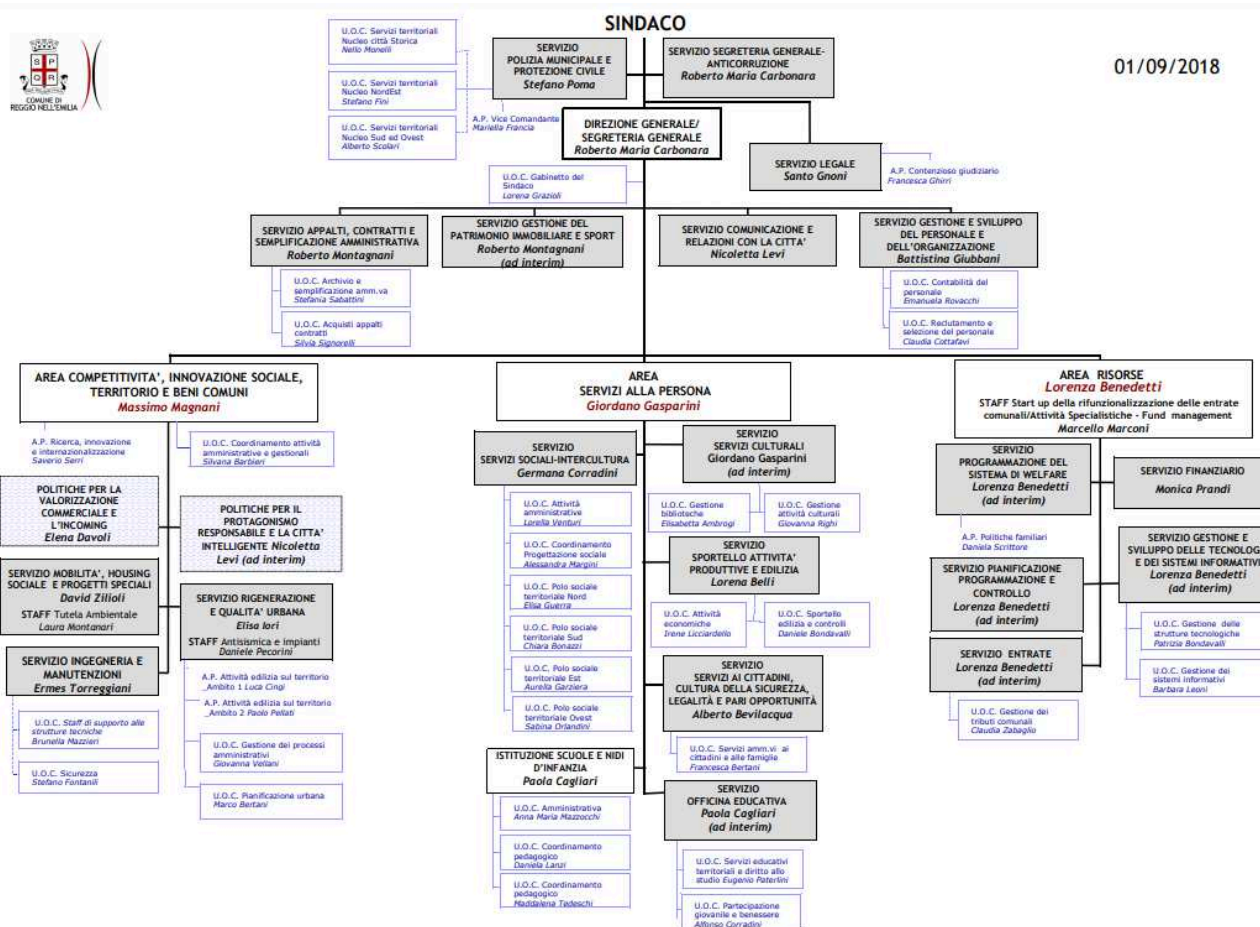 SINDACO
01/09/2018
COMUNE DI
REGGIO NELL'EMILIA
U.O.C. Servizi territoriali
Nucleo città Storica
Nello Monelli
U.O.C. Servizi territoriali
Nucleo NordEst
Stefano Fini
U.O.C. Servizi territoriali
Nucleo Sud ed Ovest
Alberto Scolari
SERVIZIO
POLIZIA MUNICIPALE E
PROTEZIONE CIVILE
Stefano Poma
A.P. Vice Comandante
Mariella Francia
SERVIZIO SEGRETERIA GENERALE-
ANTICORRUZIONE
Roberto Maria Carbonara
DIREZIONE GENERALE/
SEGRETERIA GENERALE
Roberto Maria Carbonara
SERVIZIO LEGALE
Santo Gnoni
A.P. Contenzioso giudiziario
Francesca Ghirri
U.O.C. Gabinetto del
Sindaco
Lorena Grazioli
SERVIZIO APPALTI, CONTRATTI E
SEMPLIFICAZIONE AMMINISTRATIVA
Roberto Montagnani
U.O.C. Archivio e
semplificazione amm.va
Stefania Sabattini
U.O.C. Acquisti appalti
contratti
Silvia Signorelli
SERVIZIO GESTIONE DEL
PATRIMONIO IMMOBILIARE E SPORT
Roberto Montagnani
(ad interim)
SERVIZIO COMUNICAZIONE E
RELAZIONI CON LA CITTA'
Nicoletta Levi
SERVIZIO GESTIONE E SVILUPPO
DEL PERSONALE E
DELL'ORGANIZZAZIONE
Battistina Giubbani
U.O.C. Contabilità del
personale
Emanuela Rovacchi
U.O.C. Reclutamento e
selezione del personale
Claudia Cottafavi
AREA COMPETITIVITA', INNOVAZIONE SOCIALE,
TERRITORIO E BENI COMUNI
Massimo Magnani
A.P. Ricerca, innovazione
e internazionalizzazione
Saverio Serri
U.O.C. Coordinamento attività
amministrative e gestionali
Silvana Barbieri
POLITICHE PER LA
VALORIZZAZIONE
COMMERCIALE E
L'INCOMING
Elena Davoli
POLITICHE PER IL
PROTAGONISMO
RESPONSABILE E LA CITTA'
INTELLIGENTE Nicoletta
Levi (ad interim)
SERVIZIO MOBILITA', HOUSING
SOCIALE E PROGETTI SPECIALI
David Zilioli
STAFF Tutela Ambientale
Laura Montanari
SERVIZIO RIGENERAZIONE
E QUALITA' URBANA
Elisa Iori
STAFF Antisismica e impianti
Daniele Pecorini
SERVIZIO INGEGNERIA E
MANUTENZIONI
Ermes Torreggiani
U.O.C. Staff di supporto alle
strutture tecniche
Brunella Mazzieri
U.O.C. Sicurezza
Stefano Fontanili
A.P. Attività edilizia sul territorio
_Ambito 1 Luca Cingi
A.P. Attività edilizia sul territorio
_Ambito 2 Paolo Pellati
U.O.C. Gestione dei processi
amministrativi
Giovanna Vellani
U.O.C. Pianificazione urbana
Marco Bertani
AREA
SERVIZI ALLA PERSONA
Giordano Gasparini
SERVIZIO
SERVIZI SOCIALI-INTERCULTURA
Germana Corradini
U.O.C. Attività
amministrative
Lorella Venturi
U.O.C. Coordinamento
Progettazione sociale
Alessandra Margini
U.O.C. Polo sociale
territoriale Nord
Elisa Guerra
U.O.C. Polo sociale
territoriale Sud
Chiara Bonazzi
U.O.C. Polo sociale
territoriale Est
Aurella Garziera
U.O.C. Polo sociale
territoriale Ovest
Sabina Orlandini
ISTITUZIONE SCUOLE E NIDI
D'INFANZIA
Paola Cagliari
U.O.C. Amministrativa
Anna Maria Mazzocchi
U.O.C. Coordinamento
pedagogico
Daniela Lanzi
U.O.C. Coordinamento
pedagogico
Maddalena Tedeschi
SERVIZIO
SERVIZI CULTURALI
Giordano Gasparini
(ad interim)
U.O.C. Gestione
biblioteche
Elisabetta Ambrogi
U.O.C. Gestione
attività culturali
Giovanna Righi
SERVIZIO
SPORTELLO ATTIVITA'
PRODUTTIVE E EDILIZIA
Lorena Belli
U.O.C. Attività
economiche
Irene Licciardello
U.O.C. Sportello
edilizia e controlli
Daniele Bondavalli
SERVIZIO
SERVIZI AI CITTADINI,
CULTURA DELLA SICUREZZA,
LEGALITÀ E PARI OPPORTUNITÀ
Alberto Bevilacqua
U.O.C. Servizi amm.vi ai
cittadini e alle famiglie
Francesca Bertani
SERVIZIO
OFFICINA EDUCATIVA
Paola Cagliari
(ad interim)
U.O.C. Servizi educativi
territoriali e diritto allo
studio Eugenio Paterlini
U.O.C. Partecipazione
giovanile e benessere
Alfonso Corradini
AREA RISORSE
Lorenza Benedetti
STAFF Start up della rifunzionalizzazione delle entrate
comunali/Attività Specialistiche - Fund management
Marcello Marconi
SERVIZIO
PROGRAMMAZIONE DEL
SISTEMA DI WELFARE
Lorenza Benedetti
(ad interim)
A.P. Politiche familiari
Daniela Scrittore
SERVIZIO FINANZIARIO
Monica Prandi
SERVIZIO PIANIFICAZIONE
PROGRAMMAZIONE E
CONTROLLO
Lorenza Benedetti
(ad interim)
SERVIZIO GESTIONE E
SVILUPPO DELLE TECNOLOG
E DEI SISTEMI INFORMATIVI
Lorenza Benedetti
(ad interim)
U.O.C. Gestione delle
strutture tecnologiche
Patrizia Bondavalli
U.O.C. Gestione dei
sistemi informativi
Barbara Leoni
SERVIZIO ENTRATE
Lorenza Benedetti
(ad interim)
U.O.C. Gestione dei
tributi comunali
Claudia Zabaglio